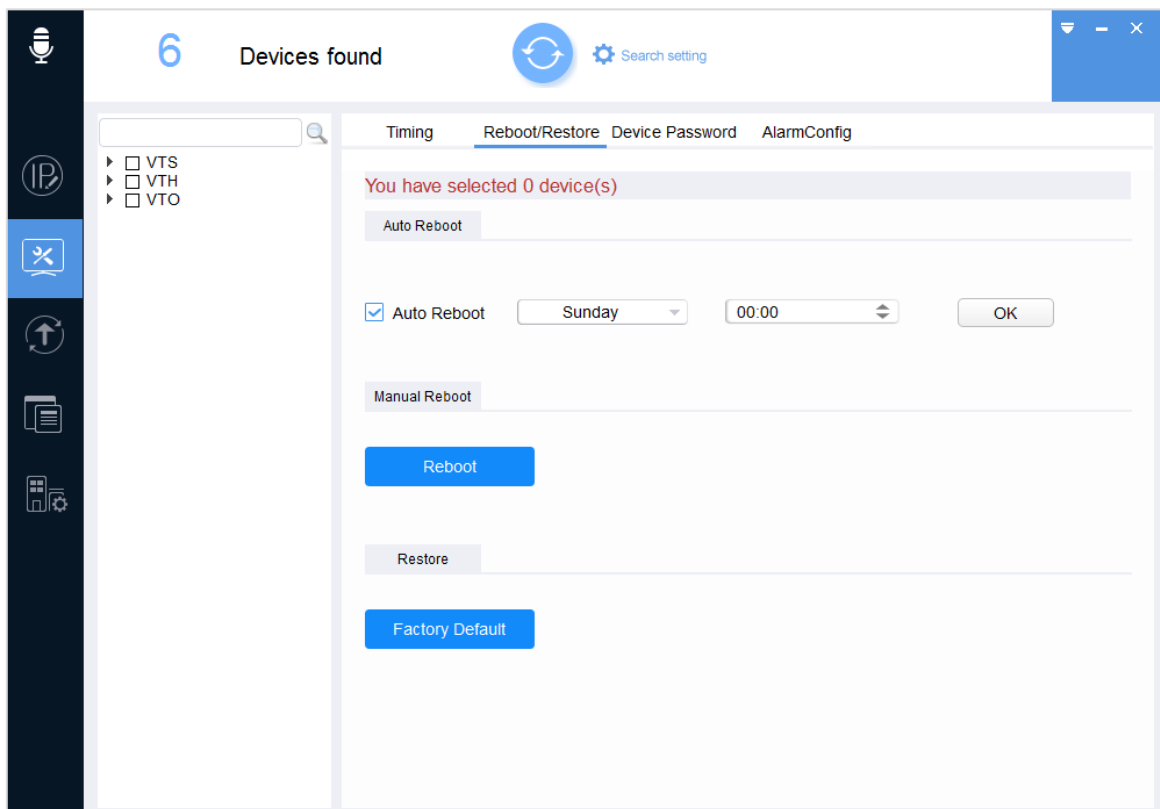 6 Devices found Search setting
IP
VTS
VTH
VTO
Timing Reboot/Restore Device Password AlarmConfig
You have selected 0 device(s)
Auto Reboot
Auto Reboot Sunday 00:00 OK
Manual Reboot
Reboot
Restore
Factory Default